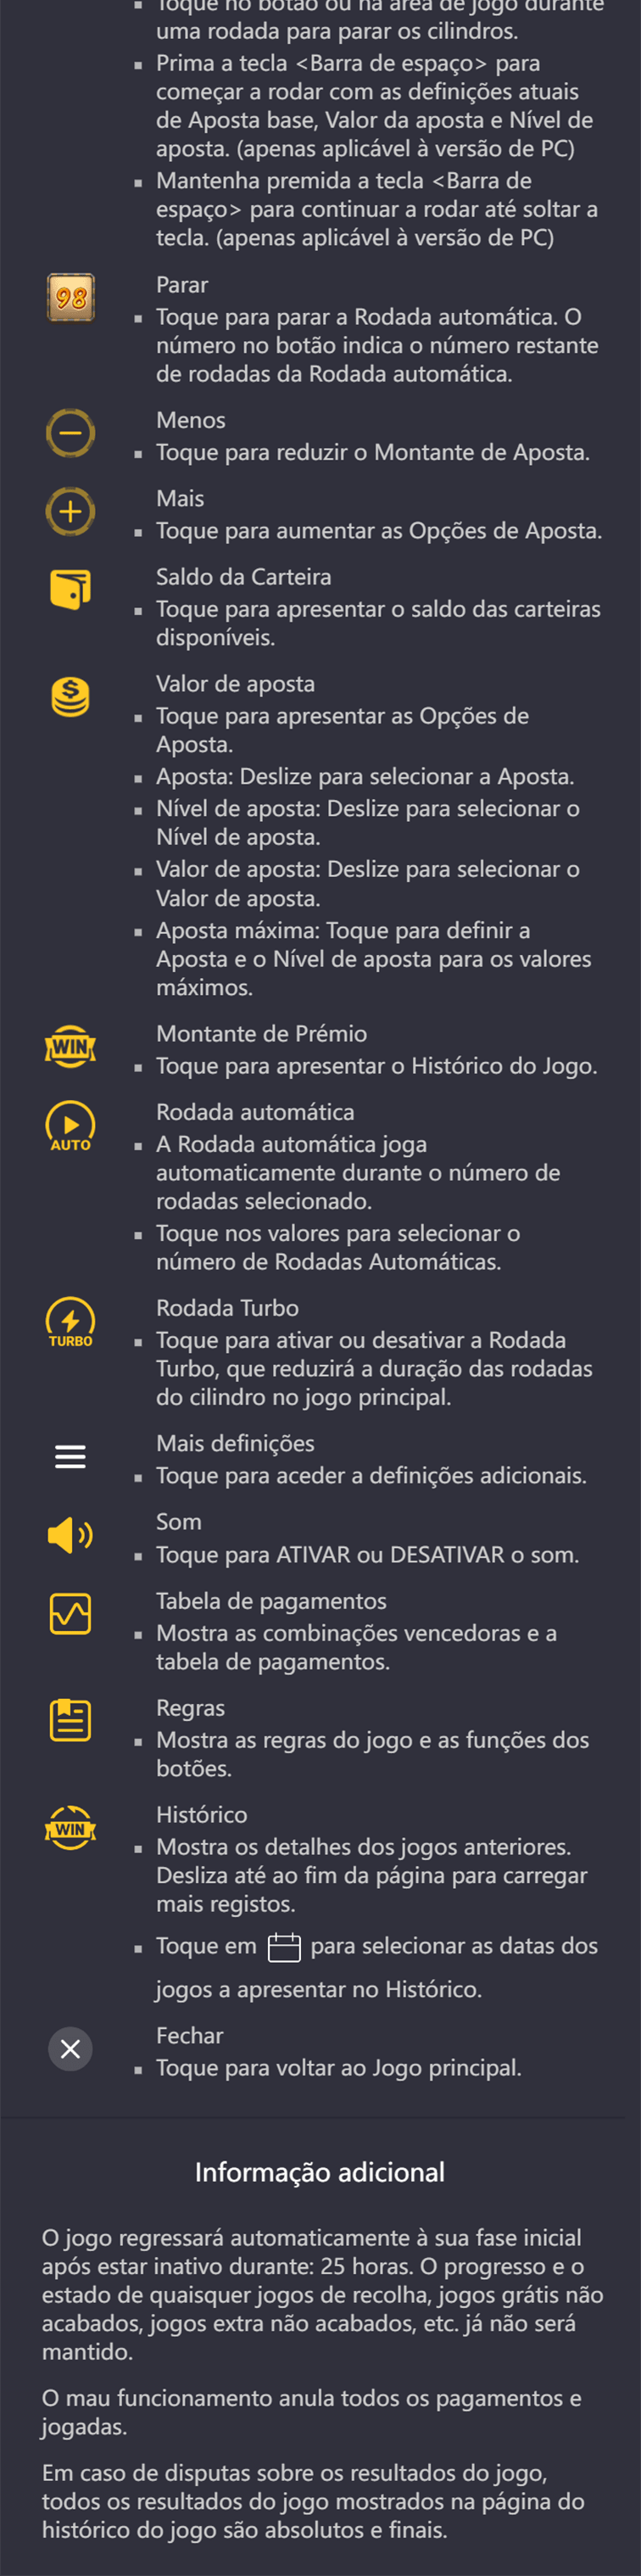 Toque no botão ou na área de jogo durante
uma rodada para parar os cilindros.
Prima a tecla <Barra de espaço> para
começar a rodar com as definições atuais
de Aposta base, Valor da aposta e Nível de
aposta. (apenas aplicável à versão de PC)
Mantenha premida a tecla <Barra de
espaço> para continuar a rodar até soltar a
tecla. (apenas aplicável à versão de PC)
98
Parar
Toque para parar a Rodada automática. O
número no botão indica o número restante
de rodadas da Rodada automática.
Menos
Toque para reduzir o Montante de Aposta.
Mais
Toque para aumentar as Opções de Aposta.
Saldo da Carteira
Toque para apresentar o saldo das carteiras
disponíveis.
Valor de aposta
Toque para apresentar as Opções de
Aposta.
Aposta: Deslize para selecionar a Aposta.
Nível de aposta: Deslize para selecionar o
Nível de aposta.
Valor de aposta: Deslize para selecionar o
Valor de aposta.
Aposta máxima: Toque para definir a
Aposta e o Nível de aposta para os valores
máximos.
WIN
Montante de Prémio
Toque para apresentar o Histórico do Jogo.
AUTO
Rodada automática
A Rodada automática joga
automaticamente durante o número de
rodadas selecionado.
Toque nos valores para selecionar o
número de Rodadas Automáticas.
TURBO
Rodada Turbo
Toque para ativar ou desativar a Rodada
Turbo, que reduzirá a duração das rodadas
do cilindro no jogo principal.
Mais definições
Toque para aceder a definições adicionais.
Som
Toque para ATIVAR ou DESATIVAR o som.
Tabela de pagamentos
Mostra as combinações vencedoras e a
tabela de pagamentos.
Regras
Mostra as regras do jogo e as funções dos
botões.
WIN
Histórico
Mostra os detalhes dos jogos anteriores.
Desliza até ao fim da página para carregar
mais registos.
Toque em para selecionar as datas dos
jogos a apresentar no Histórico.
Fechar
Toque para voltar ao Jogo principal.
Informação adicional
O jogo regressará automaticamente à sua fase inicial
após estar inativo durante: 25 horas. O progresso e o
estado de quaisquer jogos de recolha, jogos grátis não
acabados, jogos extra não acabados, etc. já não será
mantido.
O mau funcionamento anula todos os pagamentos e
jogadas.
Em caso de disputas sobre os resultados do jogo,
todos os resultados do jogo mostrados na página do
histórico do jogo são absolutos e finais.